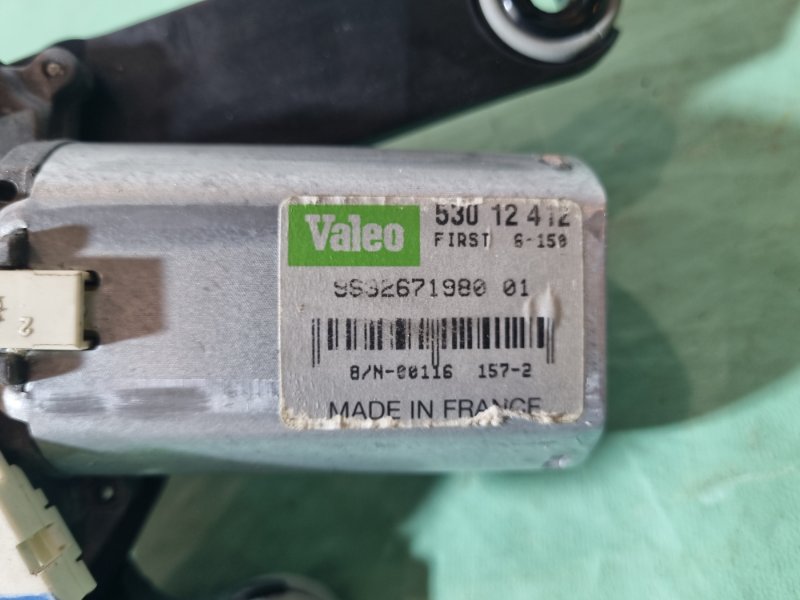 Valeo
530 12 412
FIRST 6-150
9632671980 01
8/N-00116 157-2
MADE IN FRANCE
2